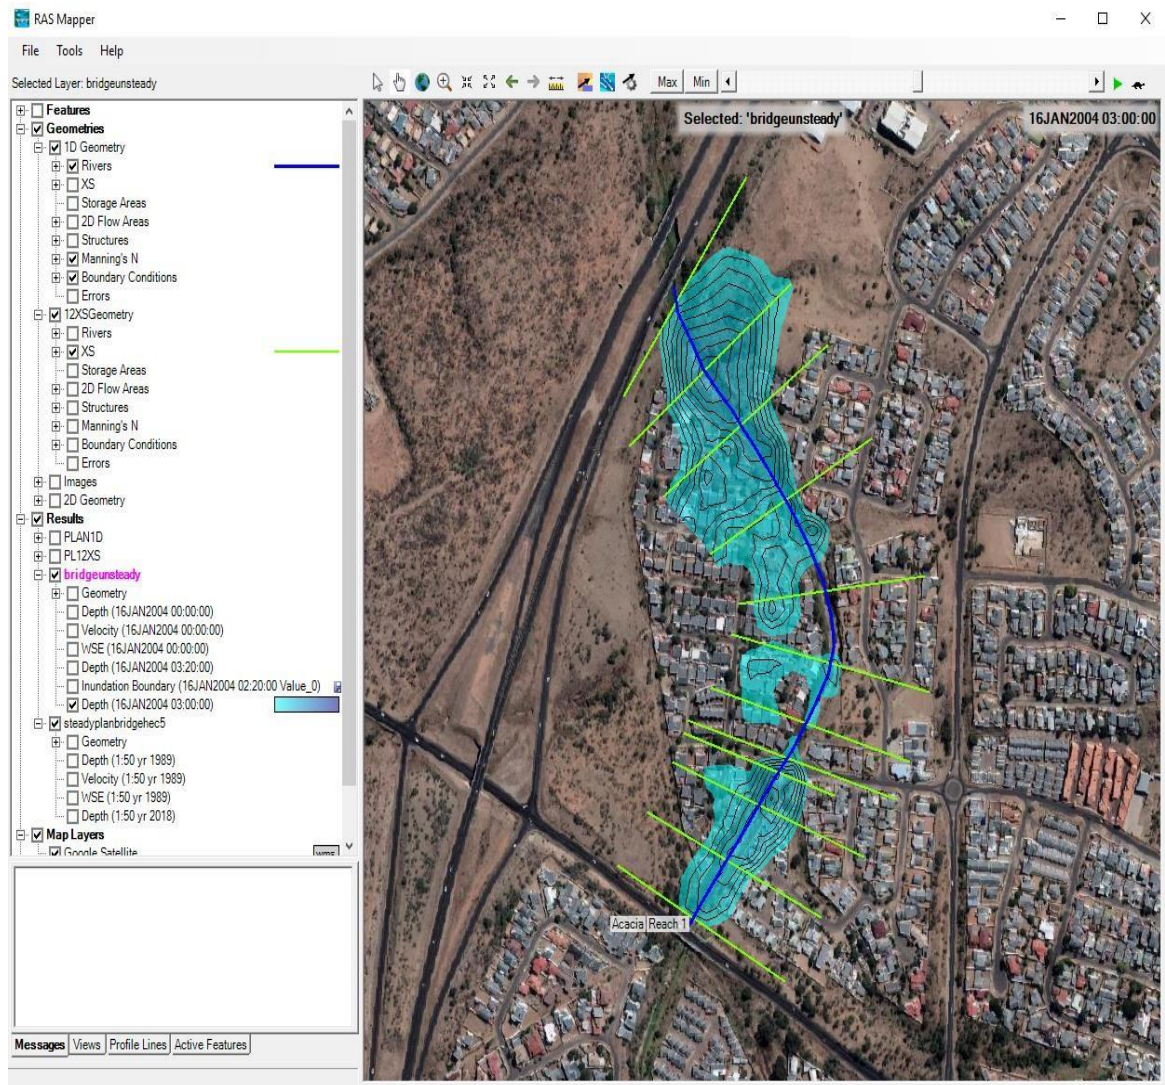 RAS Mapper
File Tools Help
Selected Layer: bridgeunsteady
Max Min
Features
Geometries
1D Geometry
Rivers
XS
Storage Areas
2D Flow Areas
Structures
Manning's N
Boundary Conditions
Errors
12XSGeometry
Rivers
XS
Storage Areas
2D Flow Areas
Structures
Manning's N
Boundary Conditions
Errors
Images
2D Geometry
Results
PLAN1D
PL12XS
bridgeunsteady
Geometry
Depth (16JAN2004 00:00:00)
Velocity (16JAN2004 00:00:00)
WSE (16JAN2004 00:00:00)
Depth (16JAN2004 03:20:00)
Inundation Boundary (16JAN2004 02:20:00 Value_0)
Depth (16JAN2004 03:00:00)
steadyplanbridgehec5
Geometry
Depth (1:50 yr 1989)
Velocity (1:50 yr 1989)
WSE (1:50 yr 1989)
Depth (1:50 yr 2018)
Map Layers
Google Satellite wms
Messages Views Profile Lines Active Features
Selected: 'bridgeunsteady' 16JAN2004 03:00:00
Acacia Reach 1